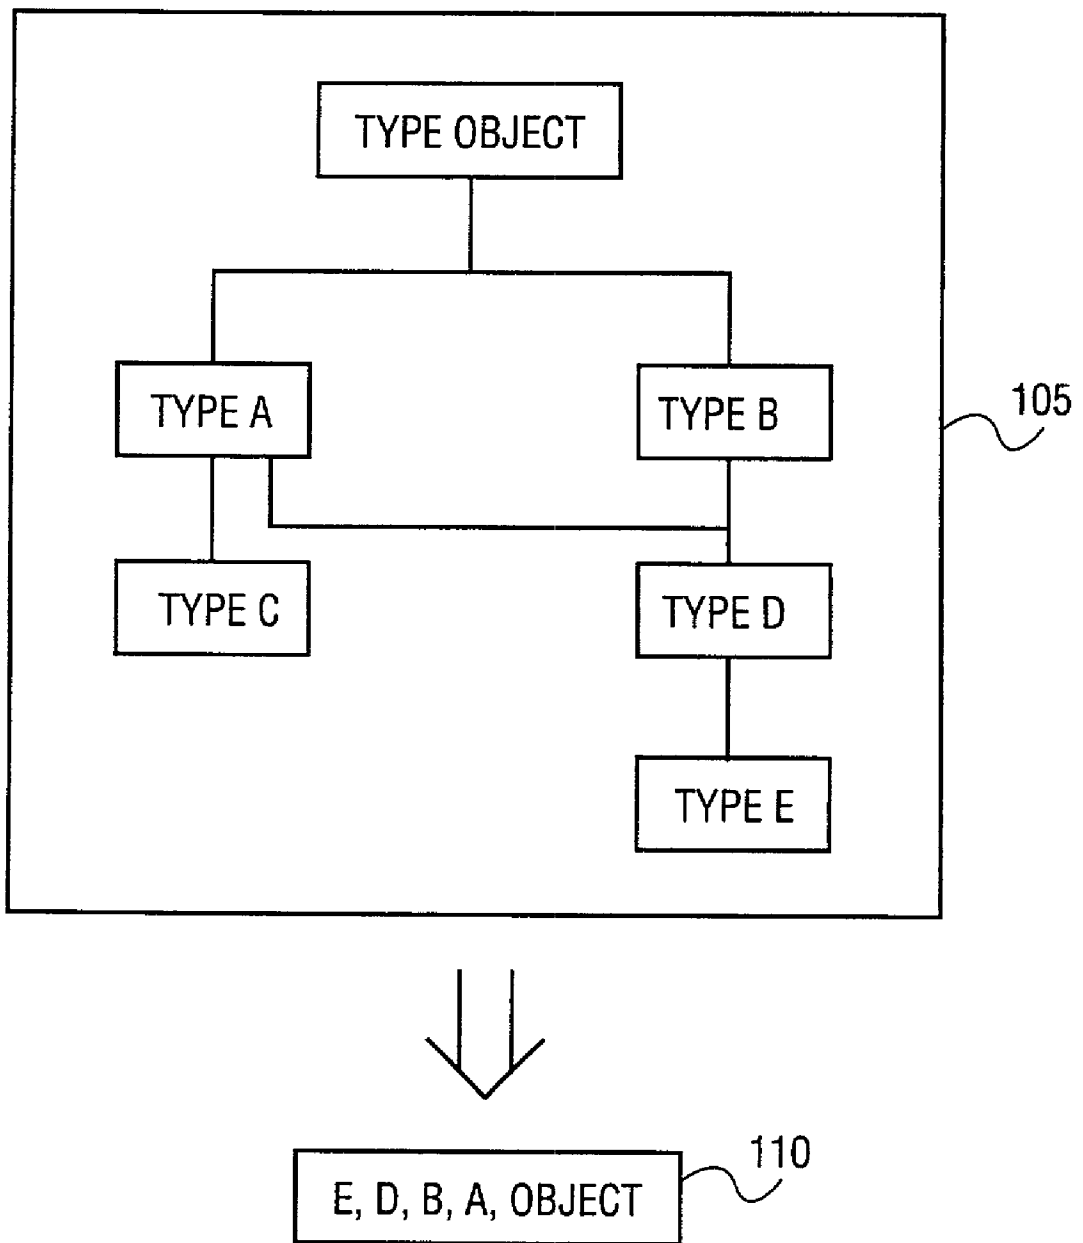 TYPE OBJECT
TYPE A
TYPE B
105
TYPE C
TYPE D
TYPE E
110
E, D, B, A, OBJECT